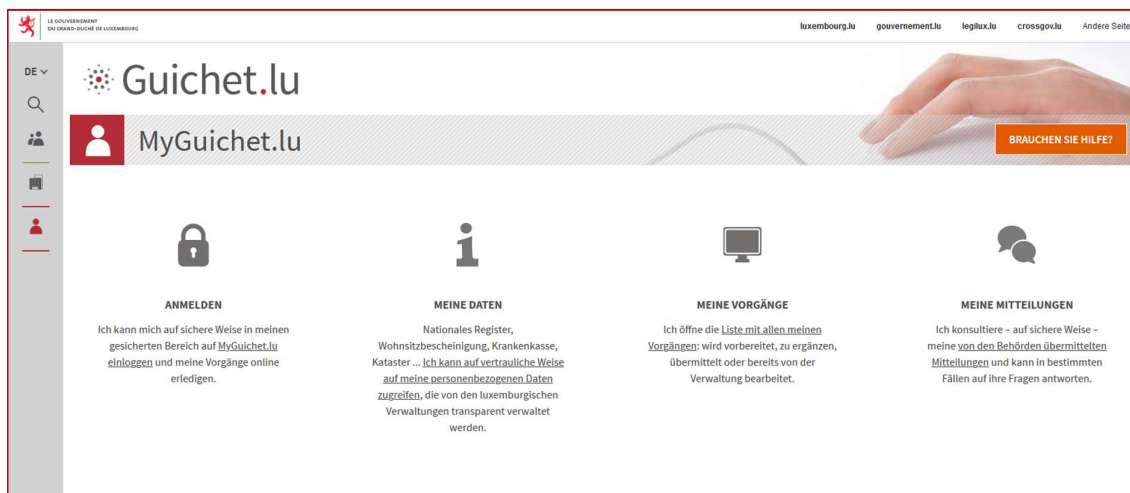 LE GOUVERNEMENT
DU GRAND-DUCHÉ DE LUXEMBOURG
luxembourg.lu gouvernement.lu legilux.lu crossgov.lu Andere Seite
DE
Guichet.lu
MyGuichet.lu
BRAUCHEN SIE HILFE?
ANMELDEN
Ich kann mich auf sichere Weise in meinen
gesicherten Bereich auf MyGuichet.lu
einloggen und meine Vorgänge online
erledigen.
MEINE DATEN
Nationales Register,
Wohnsitzbescheinigung, Krankenkasse,
Kataster ... Ich kann auf vertrauliche Weise
auf meine personenbezogenen Daten
zugreifen, die von den luxemburgischen
Verwaltungen transparent verwaltet
werden.
MEINE VORGÄNGE
Ich öffne die Liste mit allen meinen
Vorgängen: wird vorbereitet, zu ergänzen,
übermittelt oder bereits von der
Verwaltung bearbeitet.
MEINE MITTEILUNGEN
Ich konsultiere – auf sichere Weise –
meine von den Behörden übermittelten
Mitteilungen und kann in bestimmten
Fällen auf ihre Fragen antworten.